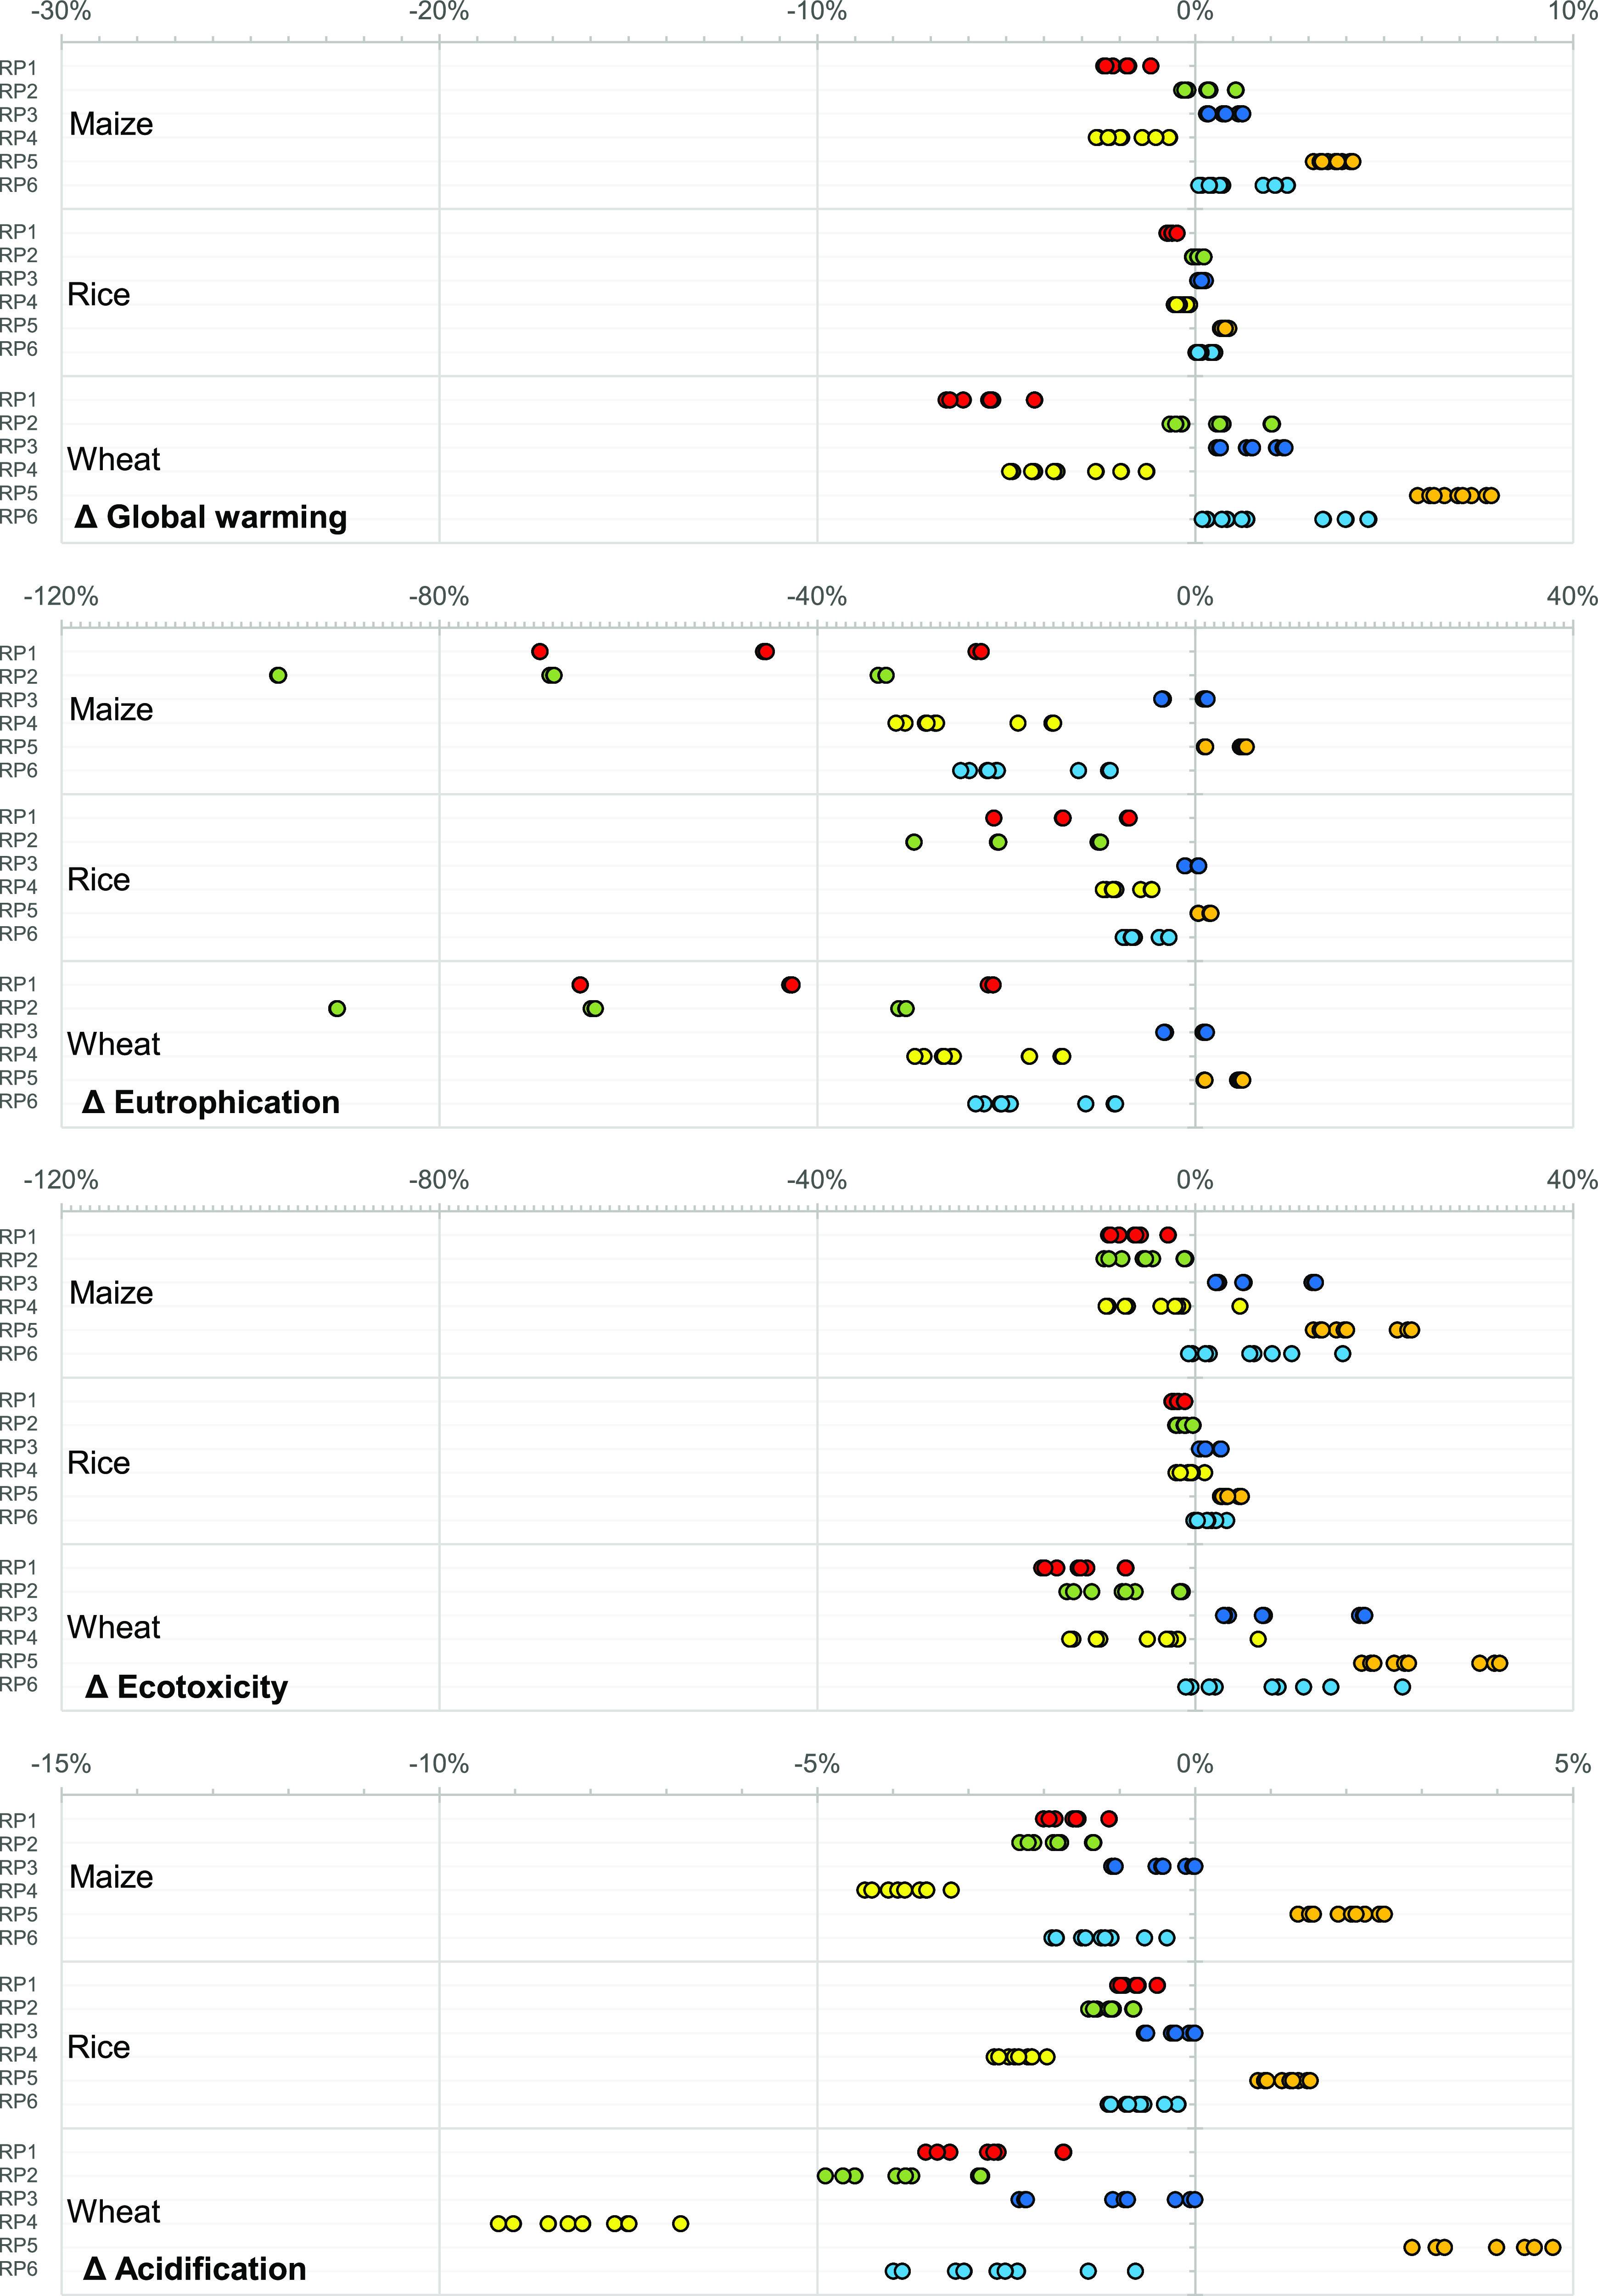 -30% -20% -10% 0% 10%
RP1
RP2
RP3
Maize
RP4
RP5
RP6
RP1
RP2
RP3
Rice
RP4
RP5
RP6
RP1
RP2
RP3
Wheat
RP4
RP5
Δ Global warming
RP6
-120% -80% -40% 0% 40%
RP1
RP2
RP3
Maize
RP4
RP5
RP6
RP1
RP2
RP3
Rice
RP4
RP5
RP6
RP1
RP2
RP3
Wheat
RP4
RP5
Δ Eutrophication
RP6
-120% -80% -40% 0% 40%
RP1
RP2
RP3
Maize
RP4
RP5
RP6
RP1
RP2
RP3
Rice
RP4
RP5
RP6
RP1
RP2
RP3
Wheat
RP4
RP5
Δ Ecotoxicity
RP6
-15% -10% -5% 0% 5%
RP1
RP2
RP3
Maize
RP4
RP5
RP6
RP1
RP2
RP3
Rice
RP4
RP5
RP6
RP1
RP2
RP3
Wheat
RP4
RP5
Δ Acidification
RP6